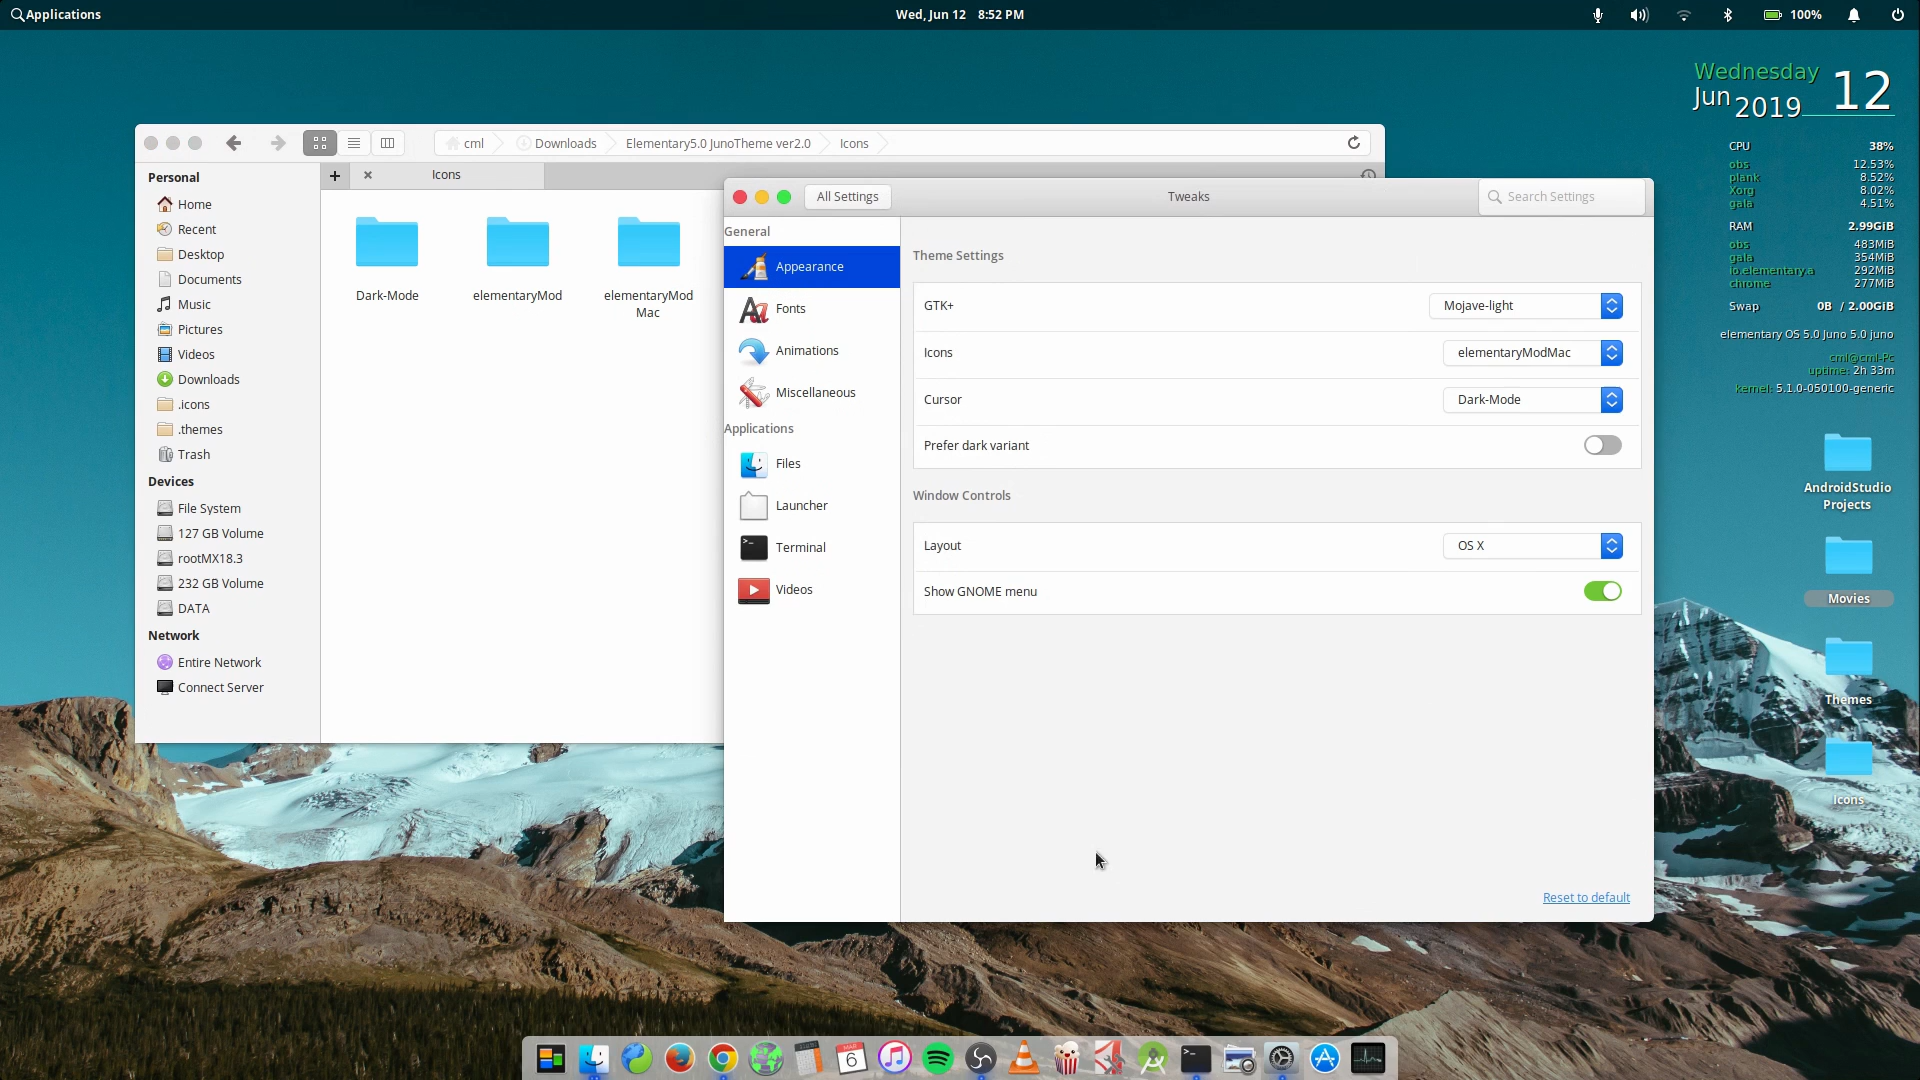 Applications
Wed, Jun 12 8:52 PM
100%
Wednesday
Jun 2019 12
CPU 38%
obs 12.53%
plank 8.52%
Xorg 8.02%
gala 4.51%
RAM 2.99GiB
obs 483MiB
gala 354MiB
io.elementary.a 292MiB
chrome 277MiB
Swap 0B / 2.00GiB
elementary OS 5.0 Juno 5.0 juno
cml@cml-Pc
uptime: 2h 33m
kernel: 5.1.0-050100-generic
AndroidStudio
Projects
Movies
Themes
Icons
cml Downloads Elementary5.0 JunoTheme ver2.0 Icons
Icons
Personal
Home
Recent
Desktop
Documents
Music
Pictures
Videos
Downloads
.icons
.themes
Trash
Devices
File System
127 GB Volume
rootMX18.3
232 GB Volume
DATA
Network
Entire Network
Connect Server
Dark-Mode
elementaryMod
elementaryMod
Mac
All Settings
Tweaks
Search Settings
General
Appearance
Fonts
Animations
Miscellaneous
Applications
Files
Launcher
Terminal
Videos
Theme Settings
GTK+ Mojave-light
Icons elementaryModMac
Cursor Dark-Mode
Prefer dark variant
Window Controls
Layout OS X
Show GNOME menu
Reset to default
MAR
6